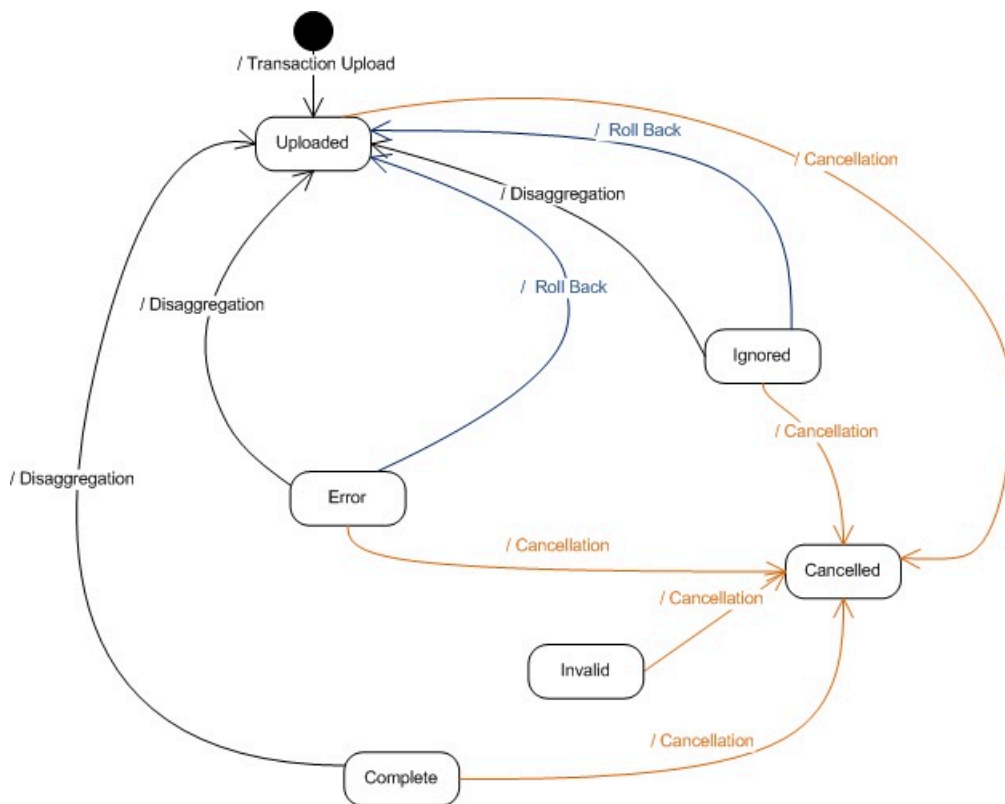 / Transaction Upload
Uploaded
/ Roll Back
/ Cancellation
/ Disaggregation
/ Disaggregation
/ Roll Back
Ignored
/ Cancellation
/ Disaggregation
Error
/ Cancellation
Cancelled
/ Cancellation
Invalid
/ Cancellation
Complete